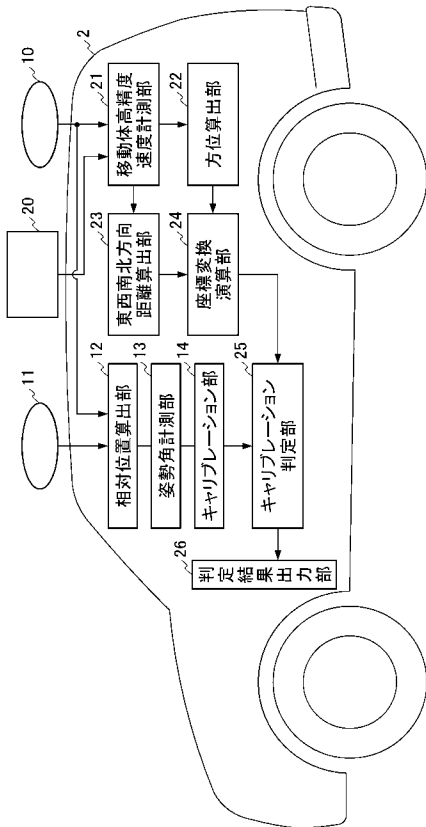 11
20
10
2
12
相対位置算出部
13
姿勢角計測部
14
キャリブレーション部
23
東西南北方向
距離算出部
21
移動体高精度
速度計測部
24
座標変換
演算部
22
方位算出部
25
キャリブレーション
判定部
26
判定結果出力部